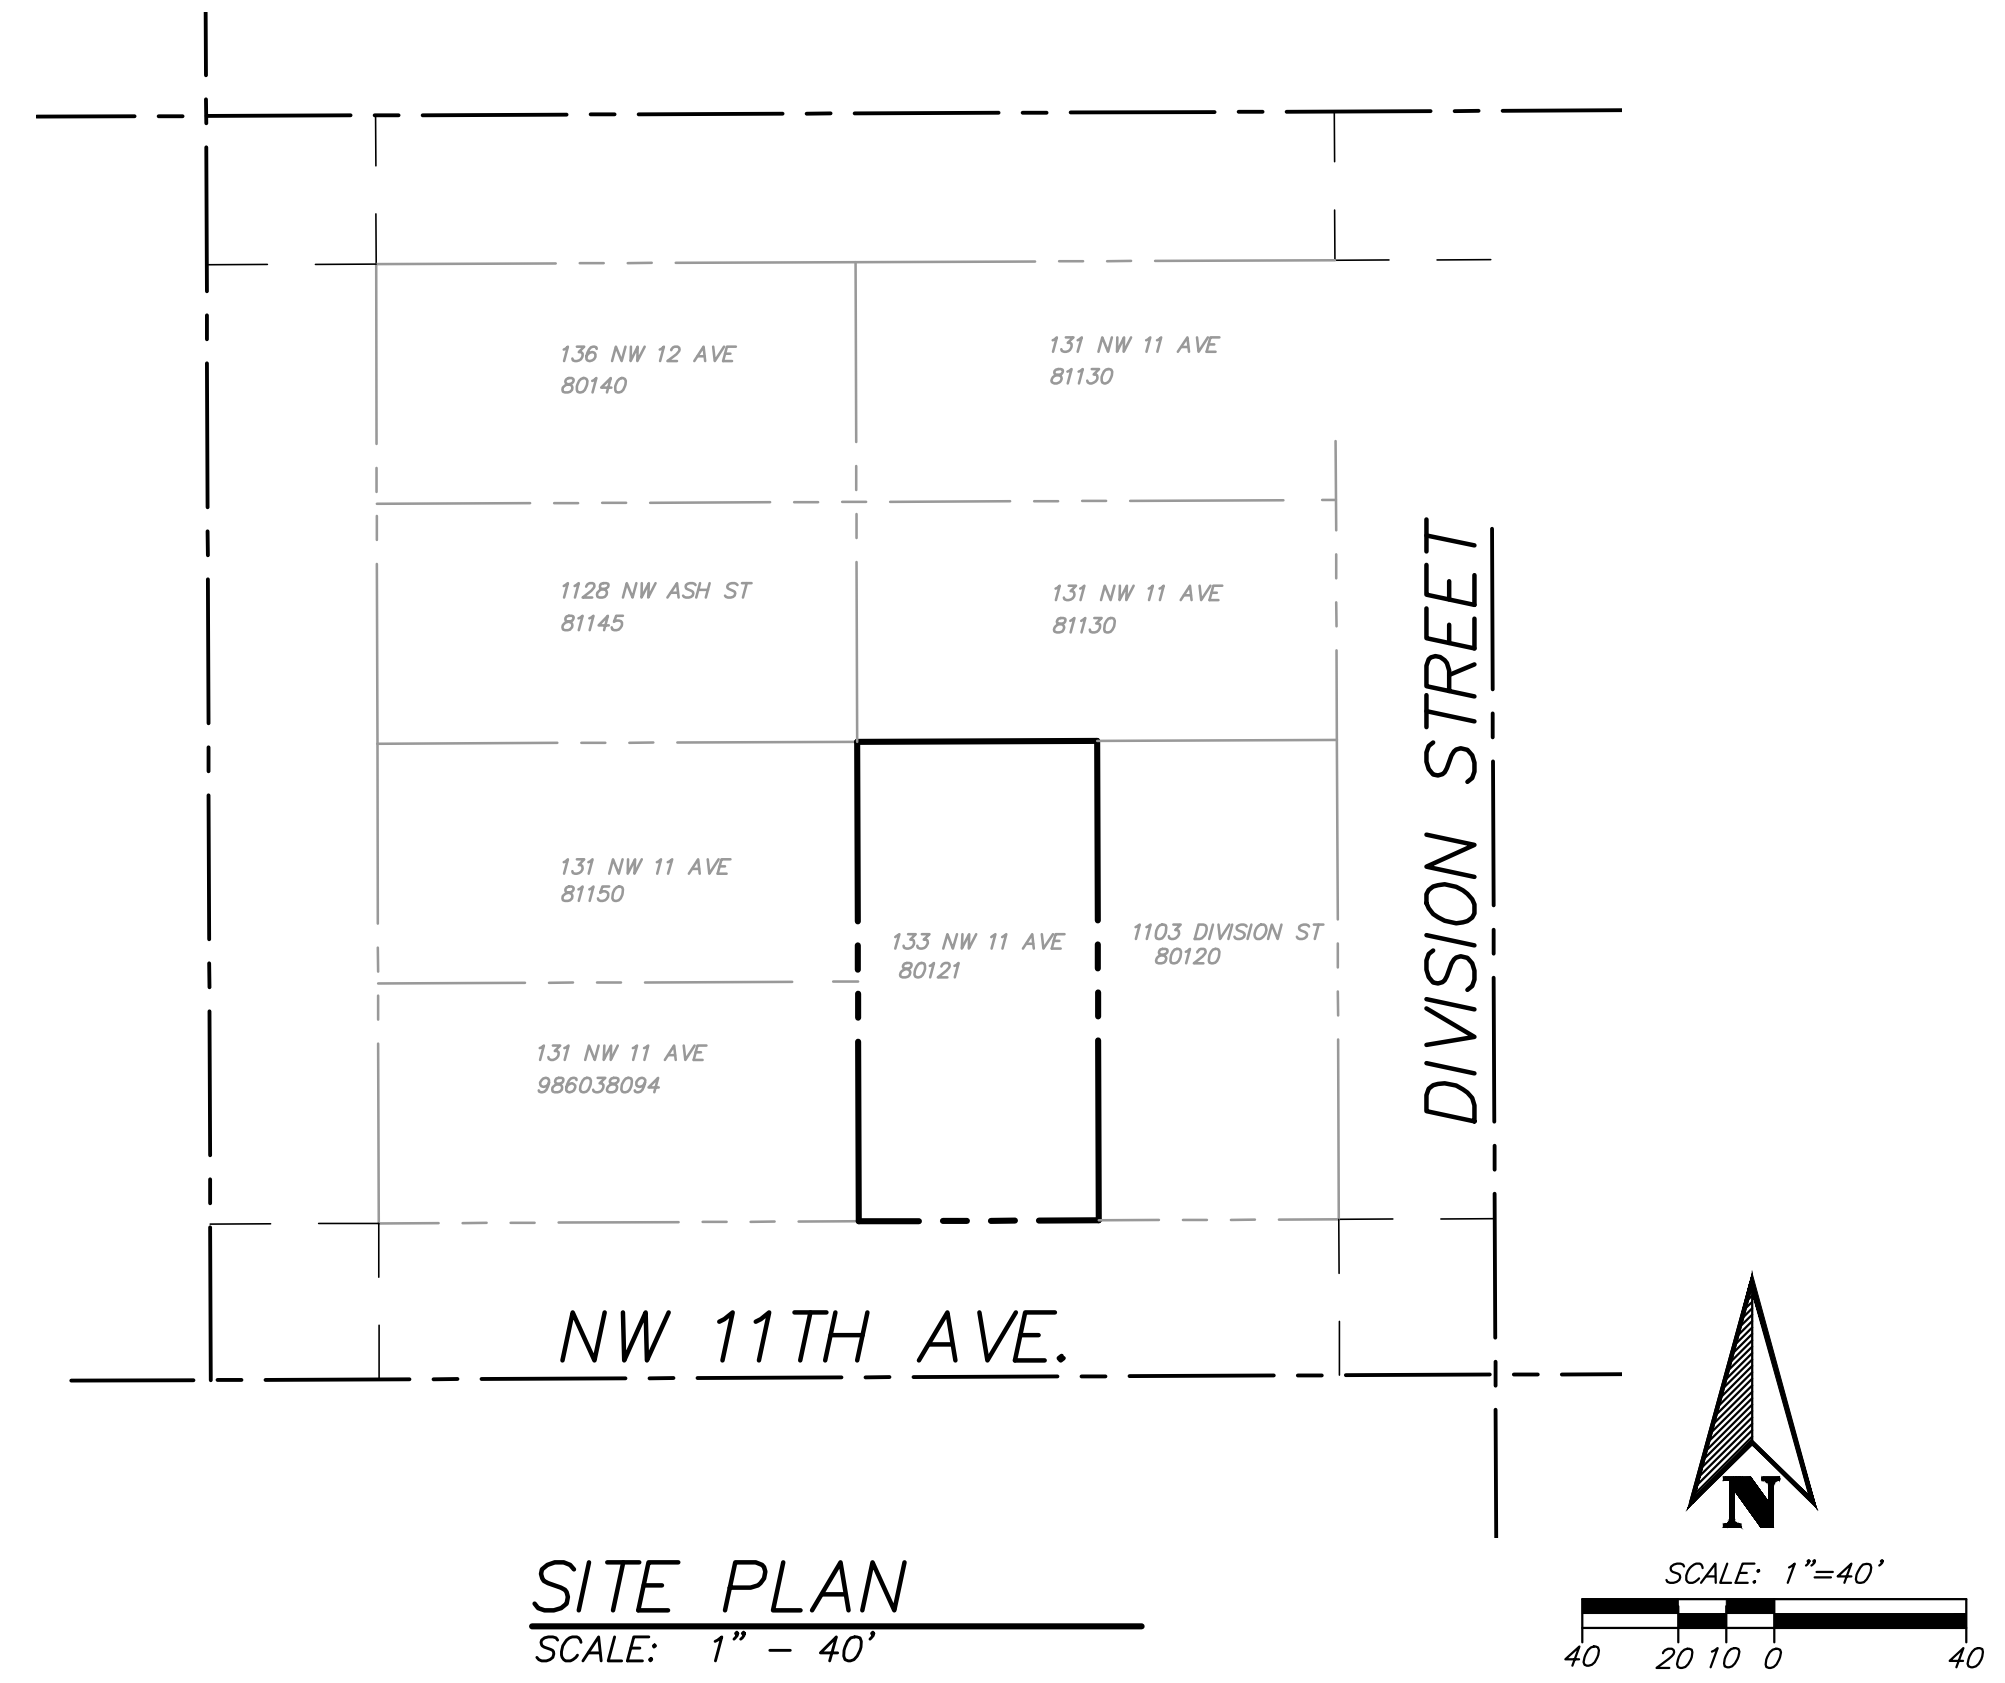 136 NW 12 AVE
80140
131 NW 11 AVE
81130
1128 NW ASH ST
81145
131 NW 11 AVE
81130
131 NW 11 AVE
81150
133 NW 11 AVE
80121
1103 DIVISION ST
80120
131 NW 11 AVE
986038094
DIVISION STREET
NW 11TH AVE.
N
SITE PLAN
SCALE: 1" - 40'
SCALE: 1"=40'
40 20 10 0 40